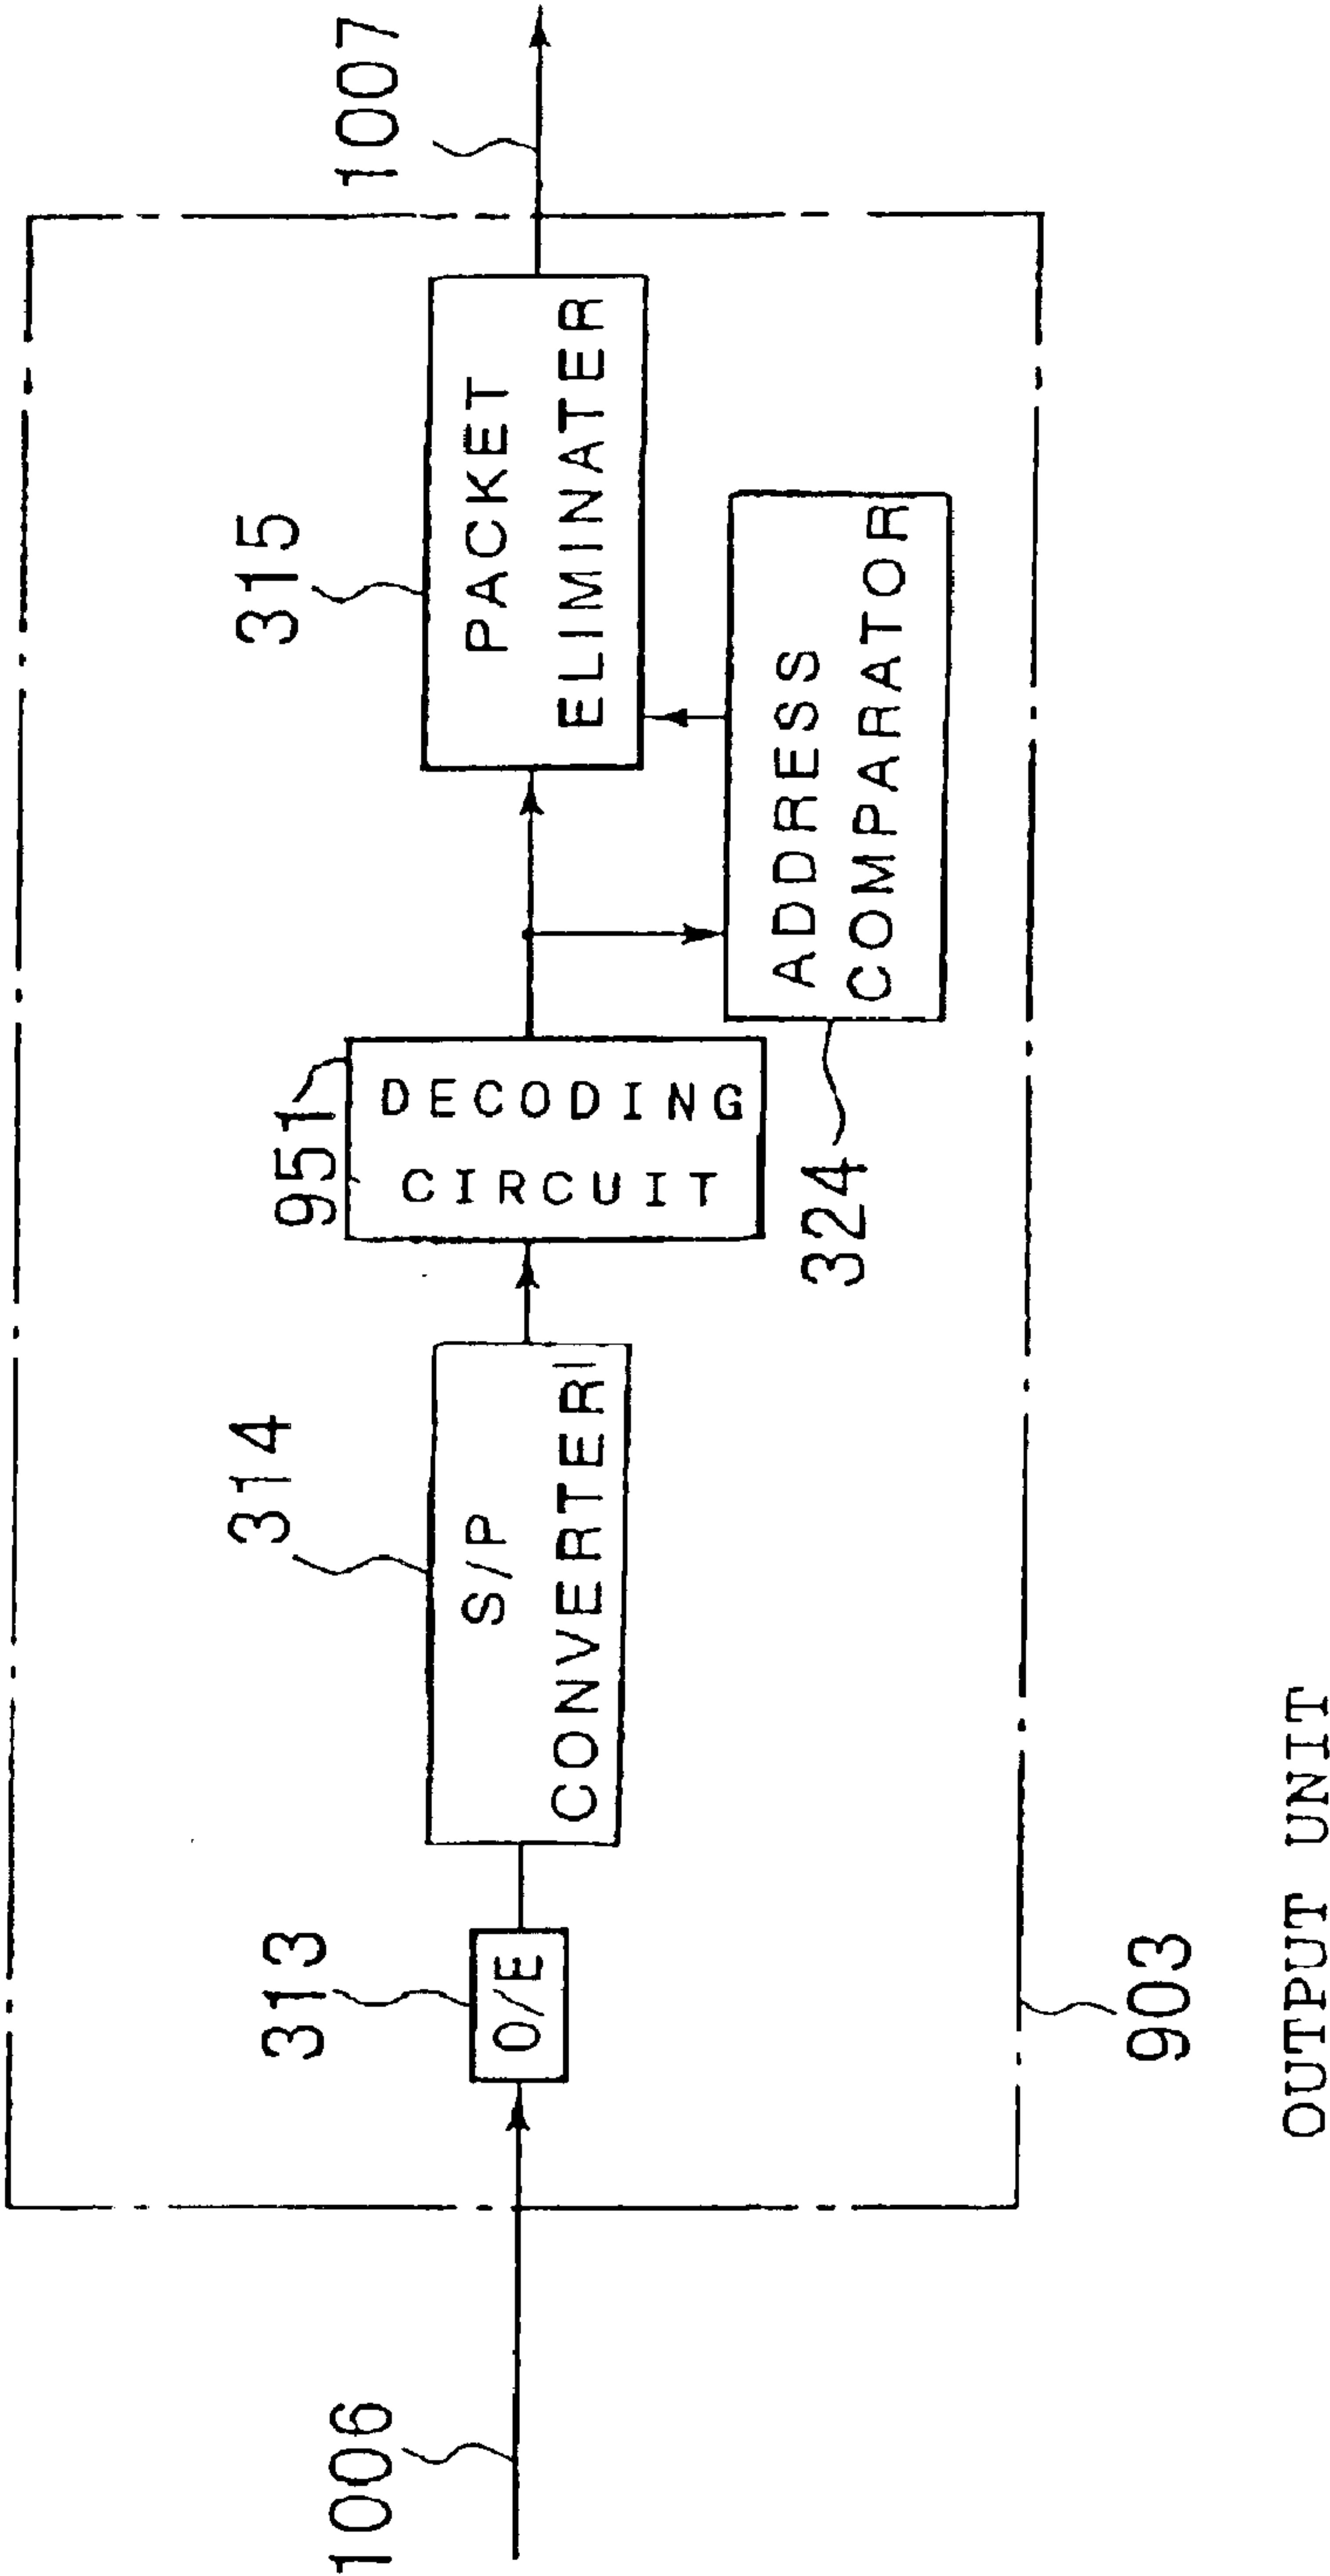 1006
313
O/E
314
S/P
CONVERTER
951
DECODING
CIRCUIT
315
PACKET
ELIMINATER
324
ADDRESS
COMPARATOR
1007
903
OUTPUT UNIT